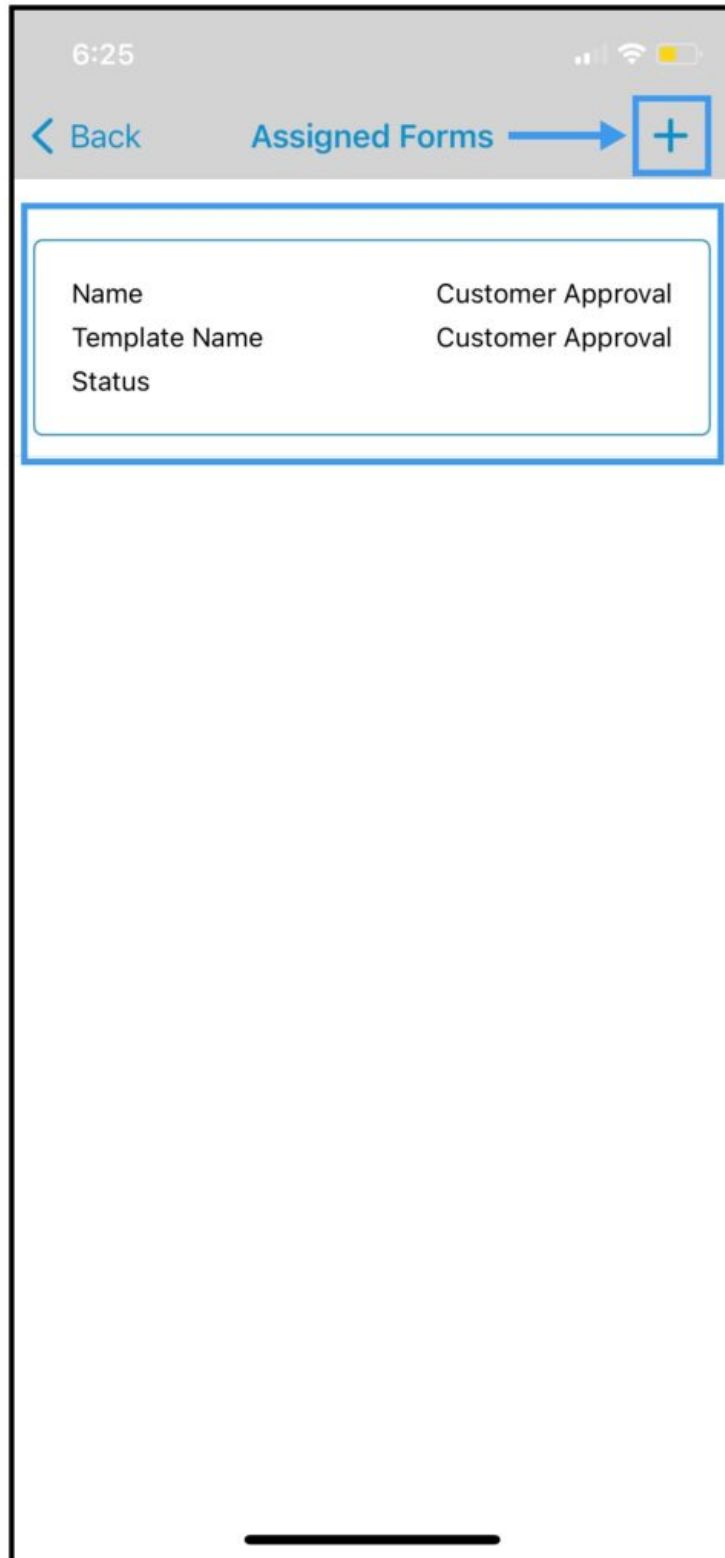 6:25
Back Assigned Forms +
Name Customer Approval
Template Name Customer Approval
Status